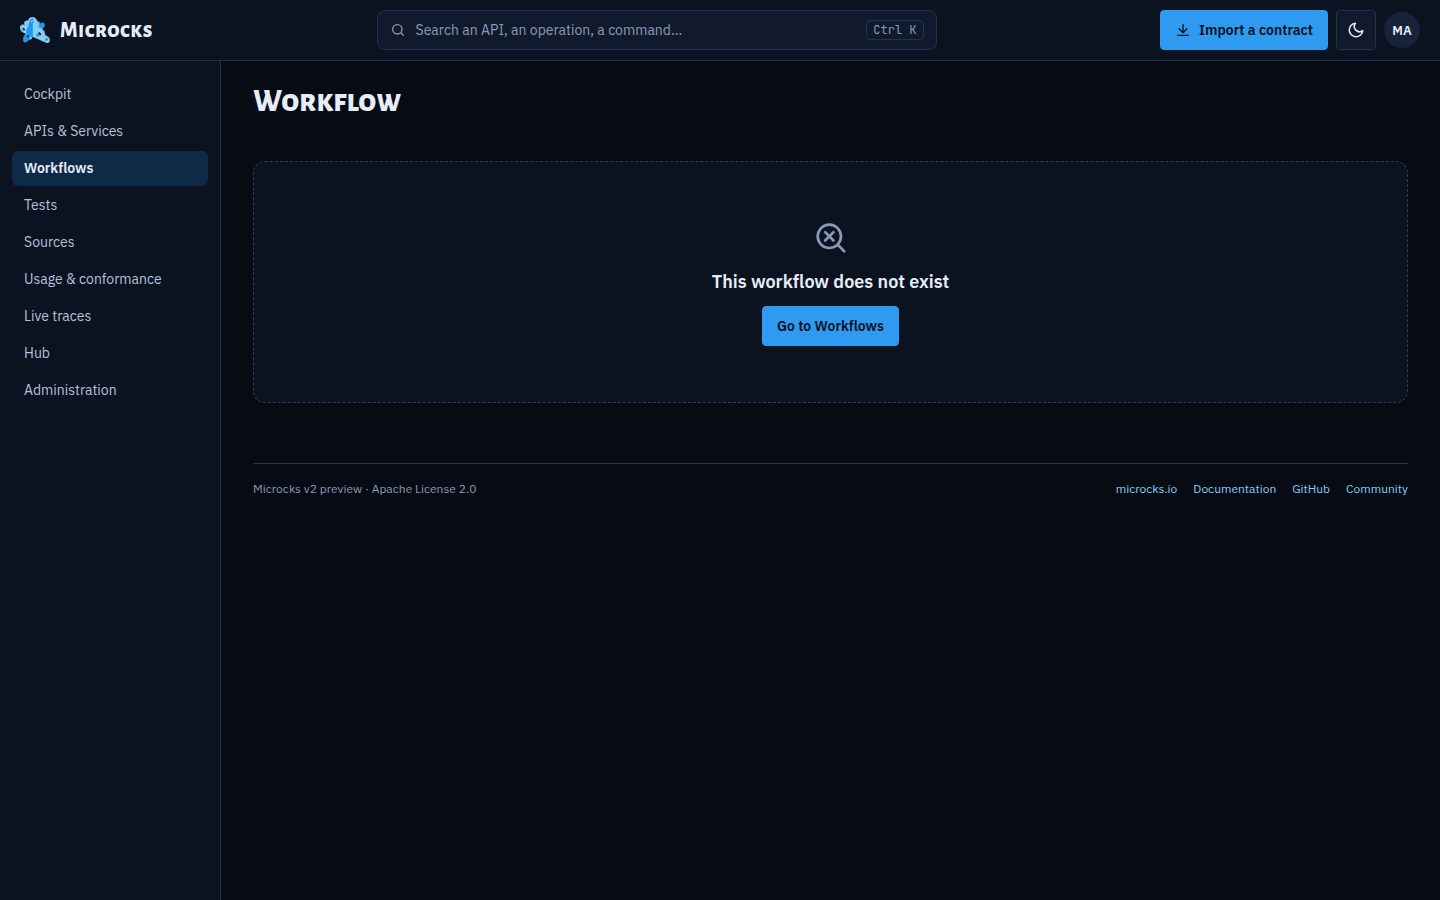 Microcks
Search an API, an operation, a command...
Ctrl K
Import a contract
MA
Cockpit
APIs & Services
Workflows
Tests
Sources
Usage & conformance
Live traces
Hub
Administration
Workflow
This workflow does not exist
Go to Workflows
Microcks v2 preview · Apache License 2.0
microcks.io
Documentation
GitHub
Community